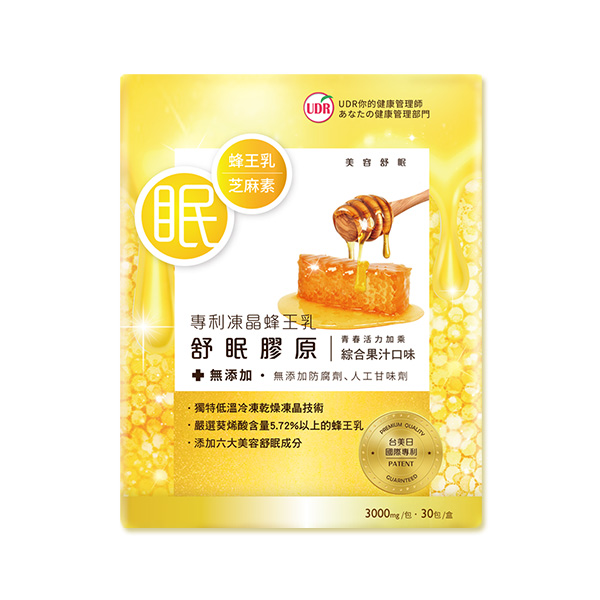 UDR
UDR你的健康管理師
あなたの健康管理部門
美容舒眠
蜂王乳
芝麻素
眠
專利凍晶蜂王乳
舒眠膠原
青春活力加乘
綜合果汁口味
無添加・無添加防腐劑、人工甘味劑
・獨特低溫冷凍乾燥凍晶技術
・嚴選葵烯酸含量5.72%以上的蜂王乳
・添加六大美容舒眠成分
PREMIUM QUALITY
台美日
國際專利
PATENT
GUARNTEED
3000mg/包・30包/盒